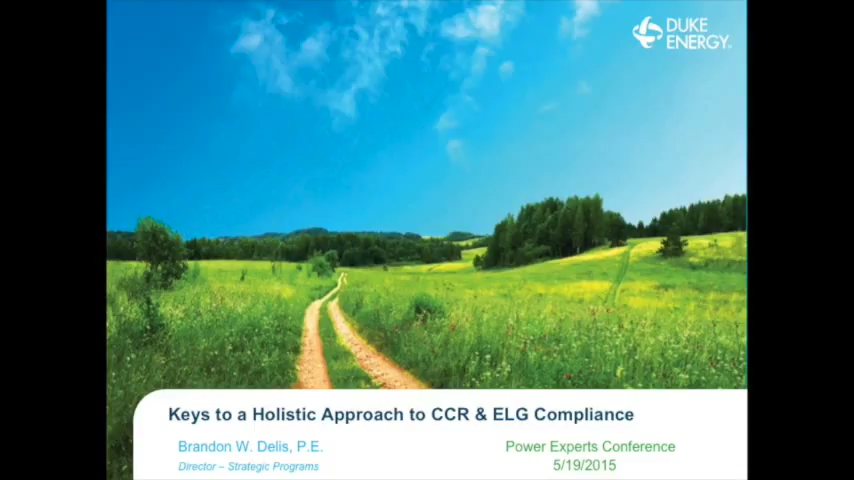 DUKE
ENERGY
Keys to a Holistic Approach to CCR & ELG Compliance
Brandon W. Delis, P.E.
Director – Strategic Programs
Power Experts Conference
5/19/2015